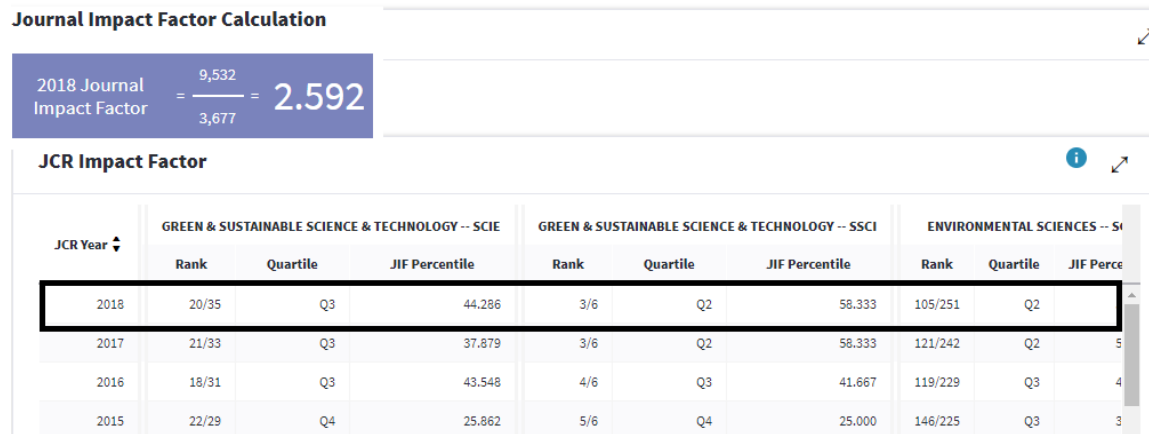 Journal Impact Factor Calculation
2018 Journal Impact Factor = 9,532 / 3,677 = 2.592
JCR Impact Factor
JCR Year GREEN & SUSTAINABLE SCIENCE & TECHNOLOGY -- SCIE GREEN & SUSTAINABLE SCIENCE & TECHNOLOGY -- SSCI ENVIRONMENTAL SCIENCES --
Rank Quartile JIF Percentile Rank Quartile JIF Percentile Rank Quartile JIF Perce
2018 20/35 Q3 44.286 3/6 Q2 58.333 105/251 Q2
2017 21/33 Q3 37.879 3/6 Q2 58.333 121/242 Q2 5
2016 18/31 Q3 43.548 4/6 Q3 41.667 119/229 Q3 4
2015 22/29 Q4 25.862 5/6 Q4 25.000 146/225 Q3 3